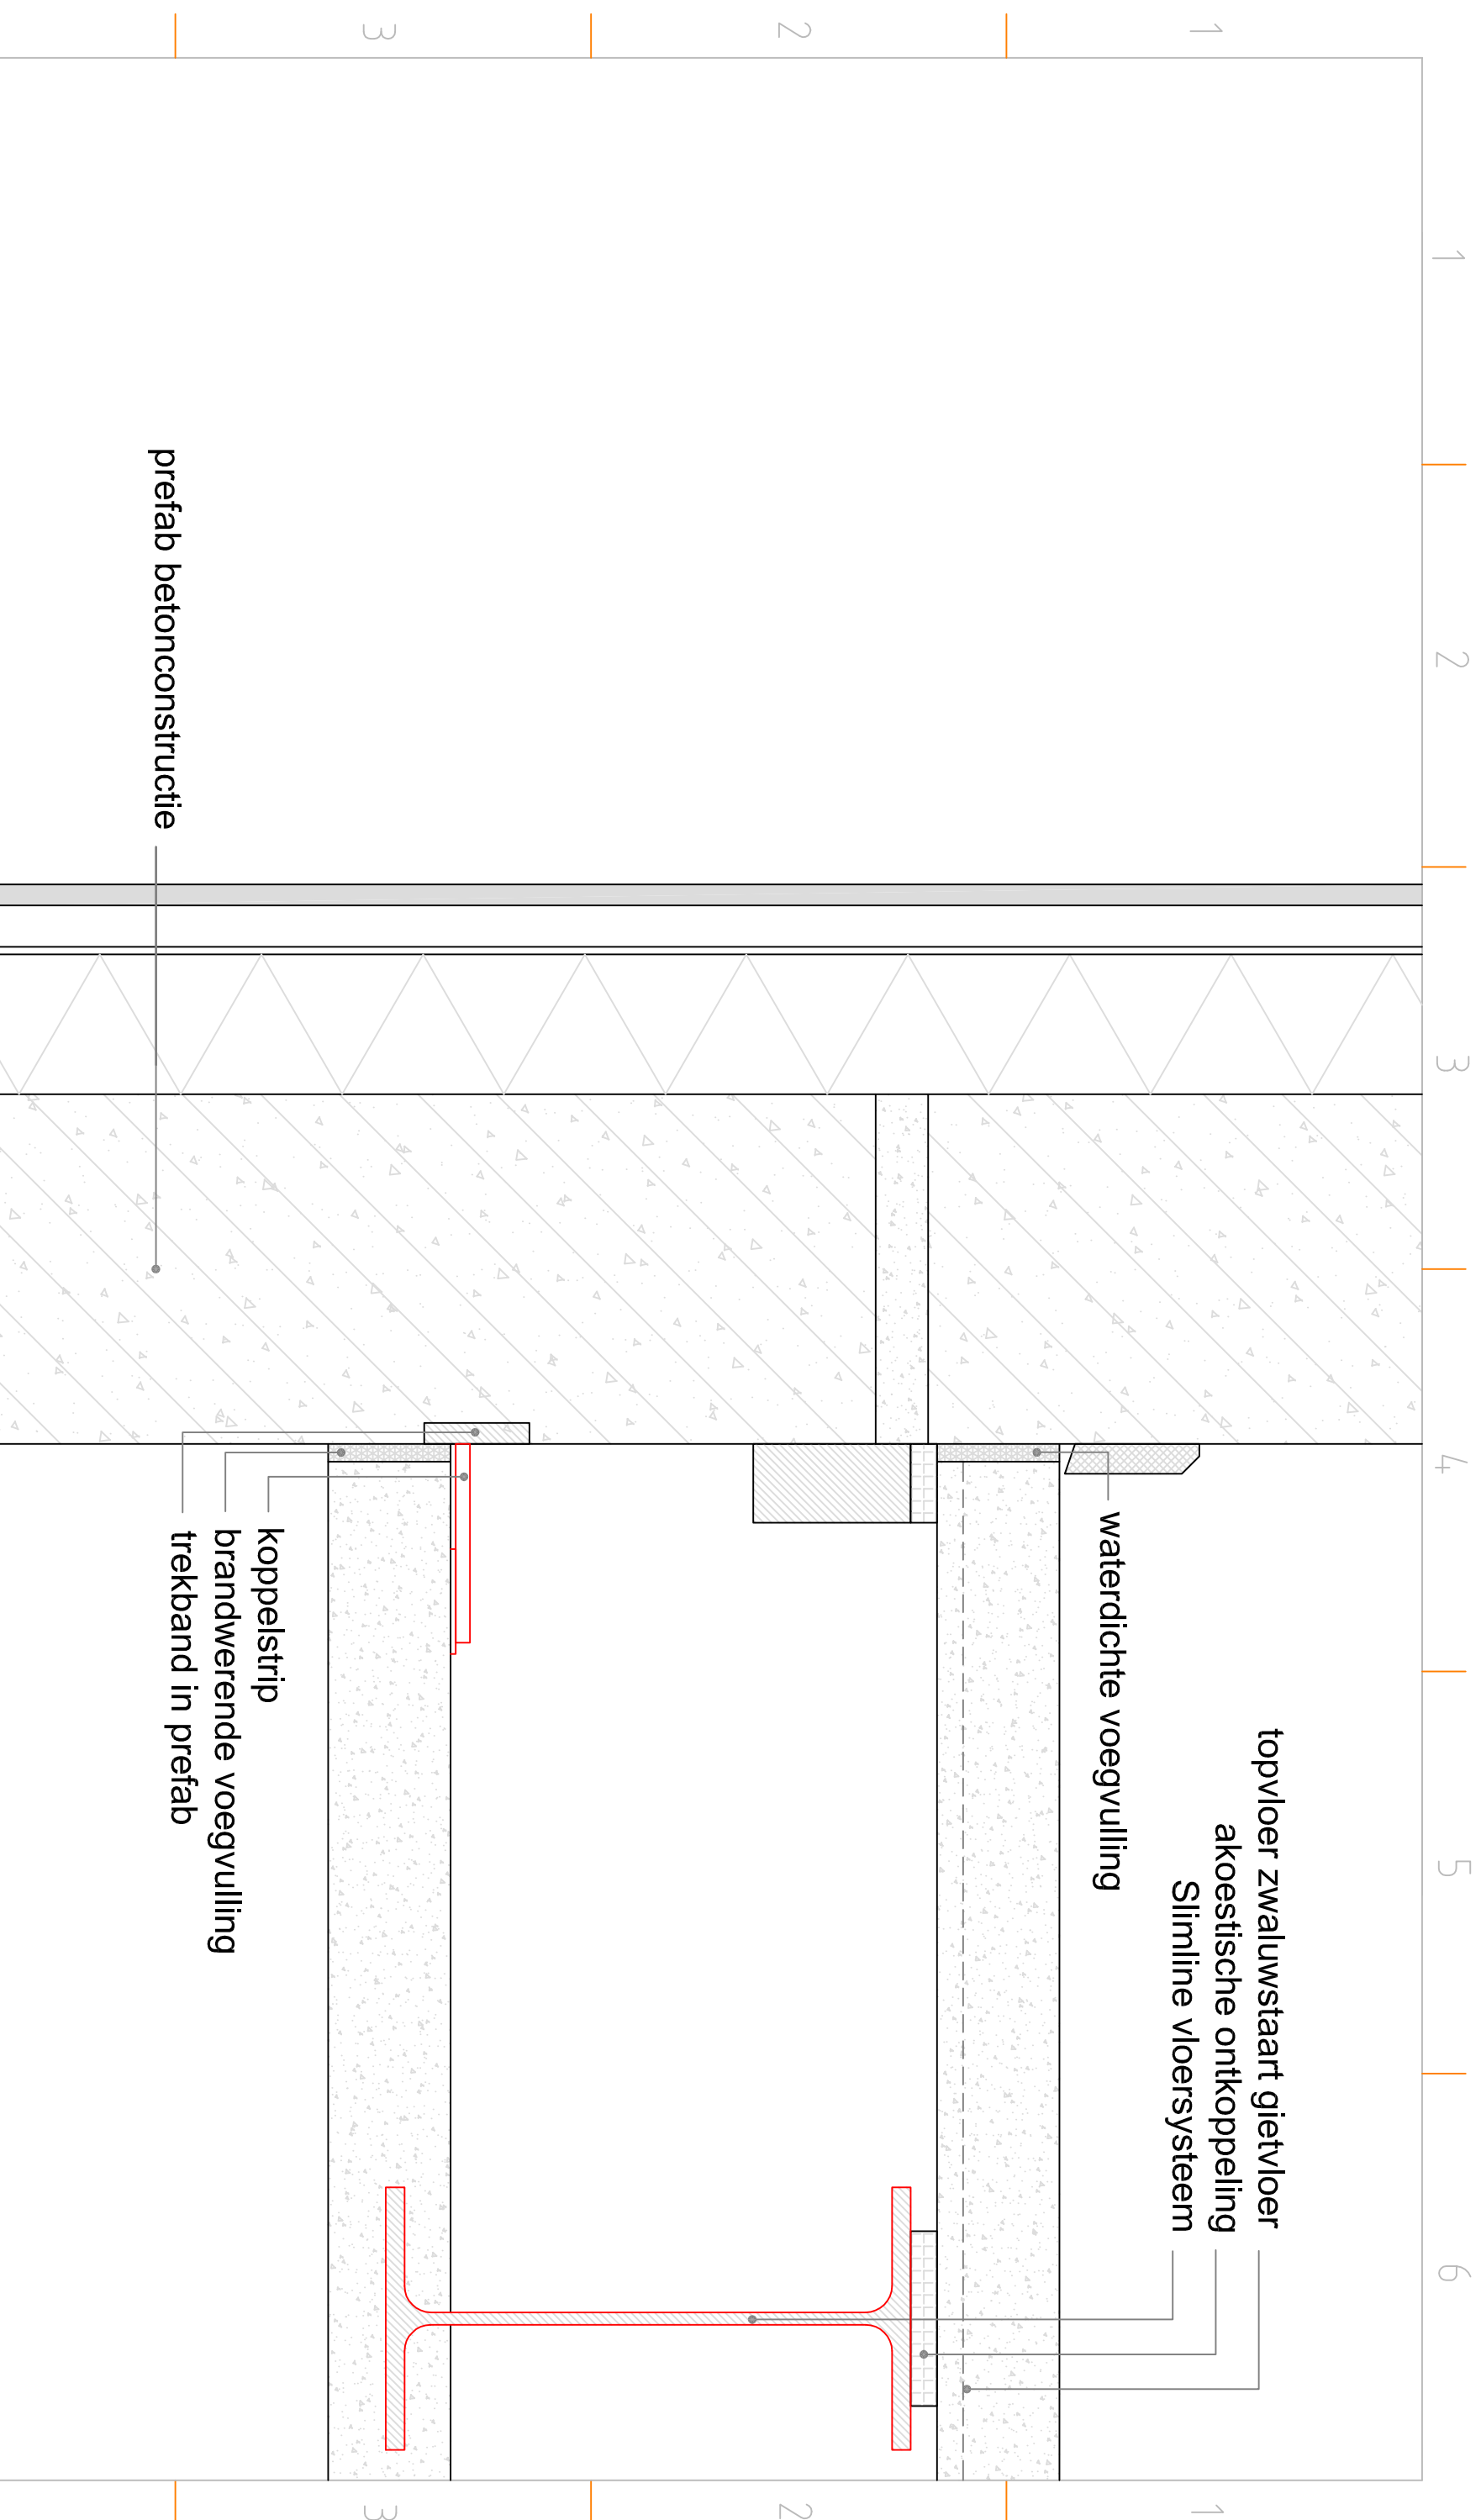 1
2
3
4
5
6
1
2
3
topvloer zwaluwstaart gietvloer
akoestische ontkoppeling
Slimline vloersysteem
waterdichte voegvulling
koppelstrip
brandwerende voegvulling
trekband in prefab
prefab betonconstructie
1
2
3